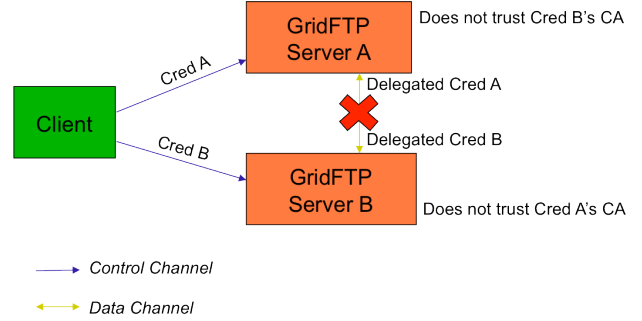 GridFTP
Server A
Does not trust Cred B's CA
Cred A
Delegated Cred A
Client
Delegated Cred B
Cred B
GridFTP
Server B
Does not trust Cred A's CA
Control Channel
Data Channel